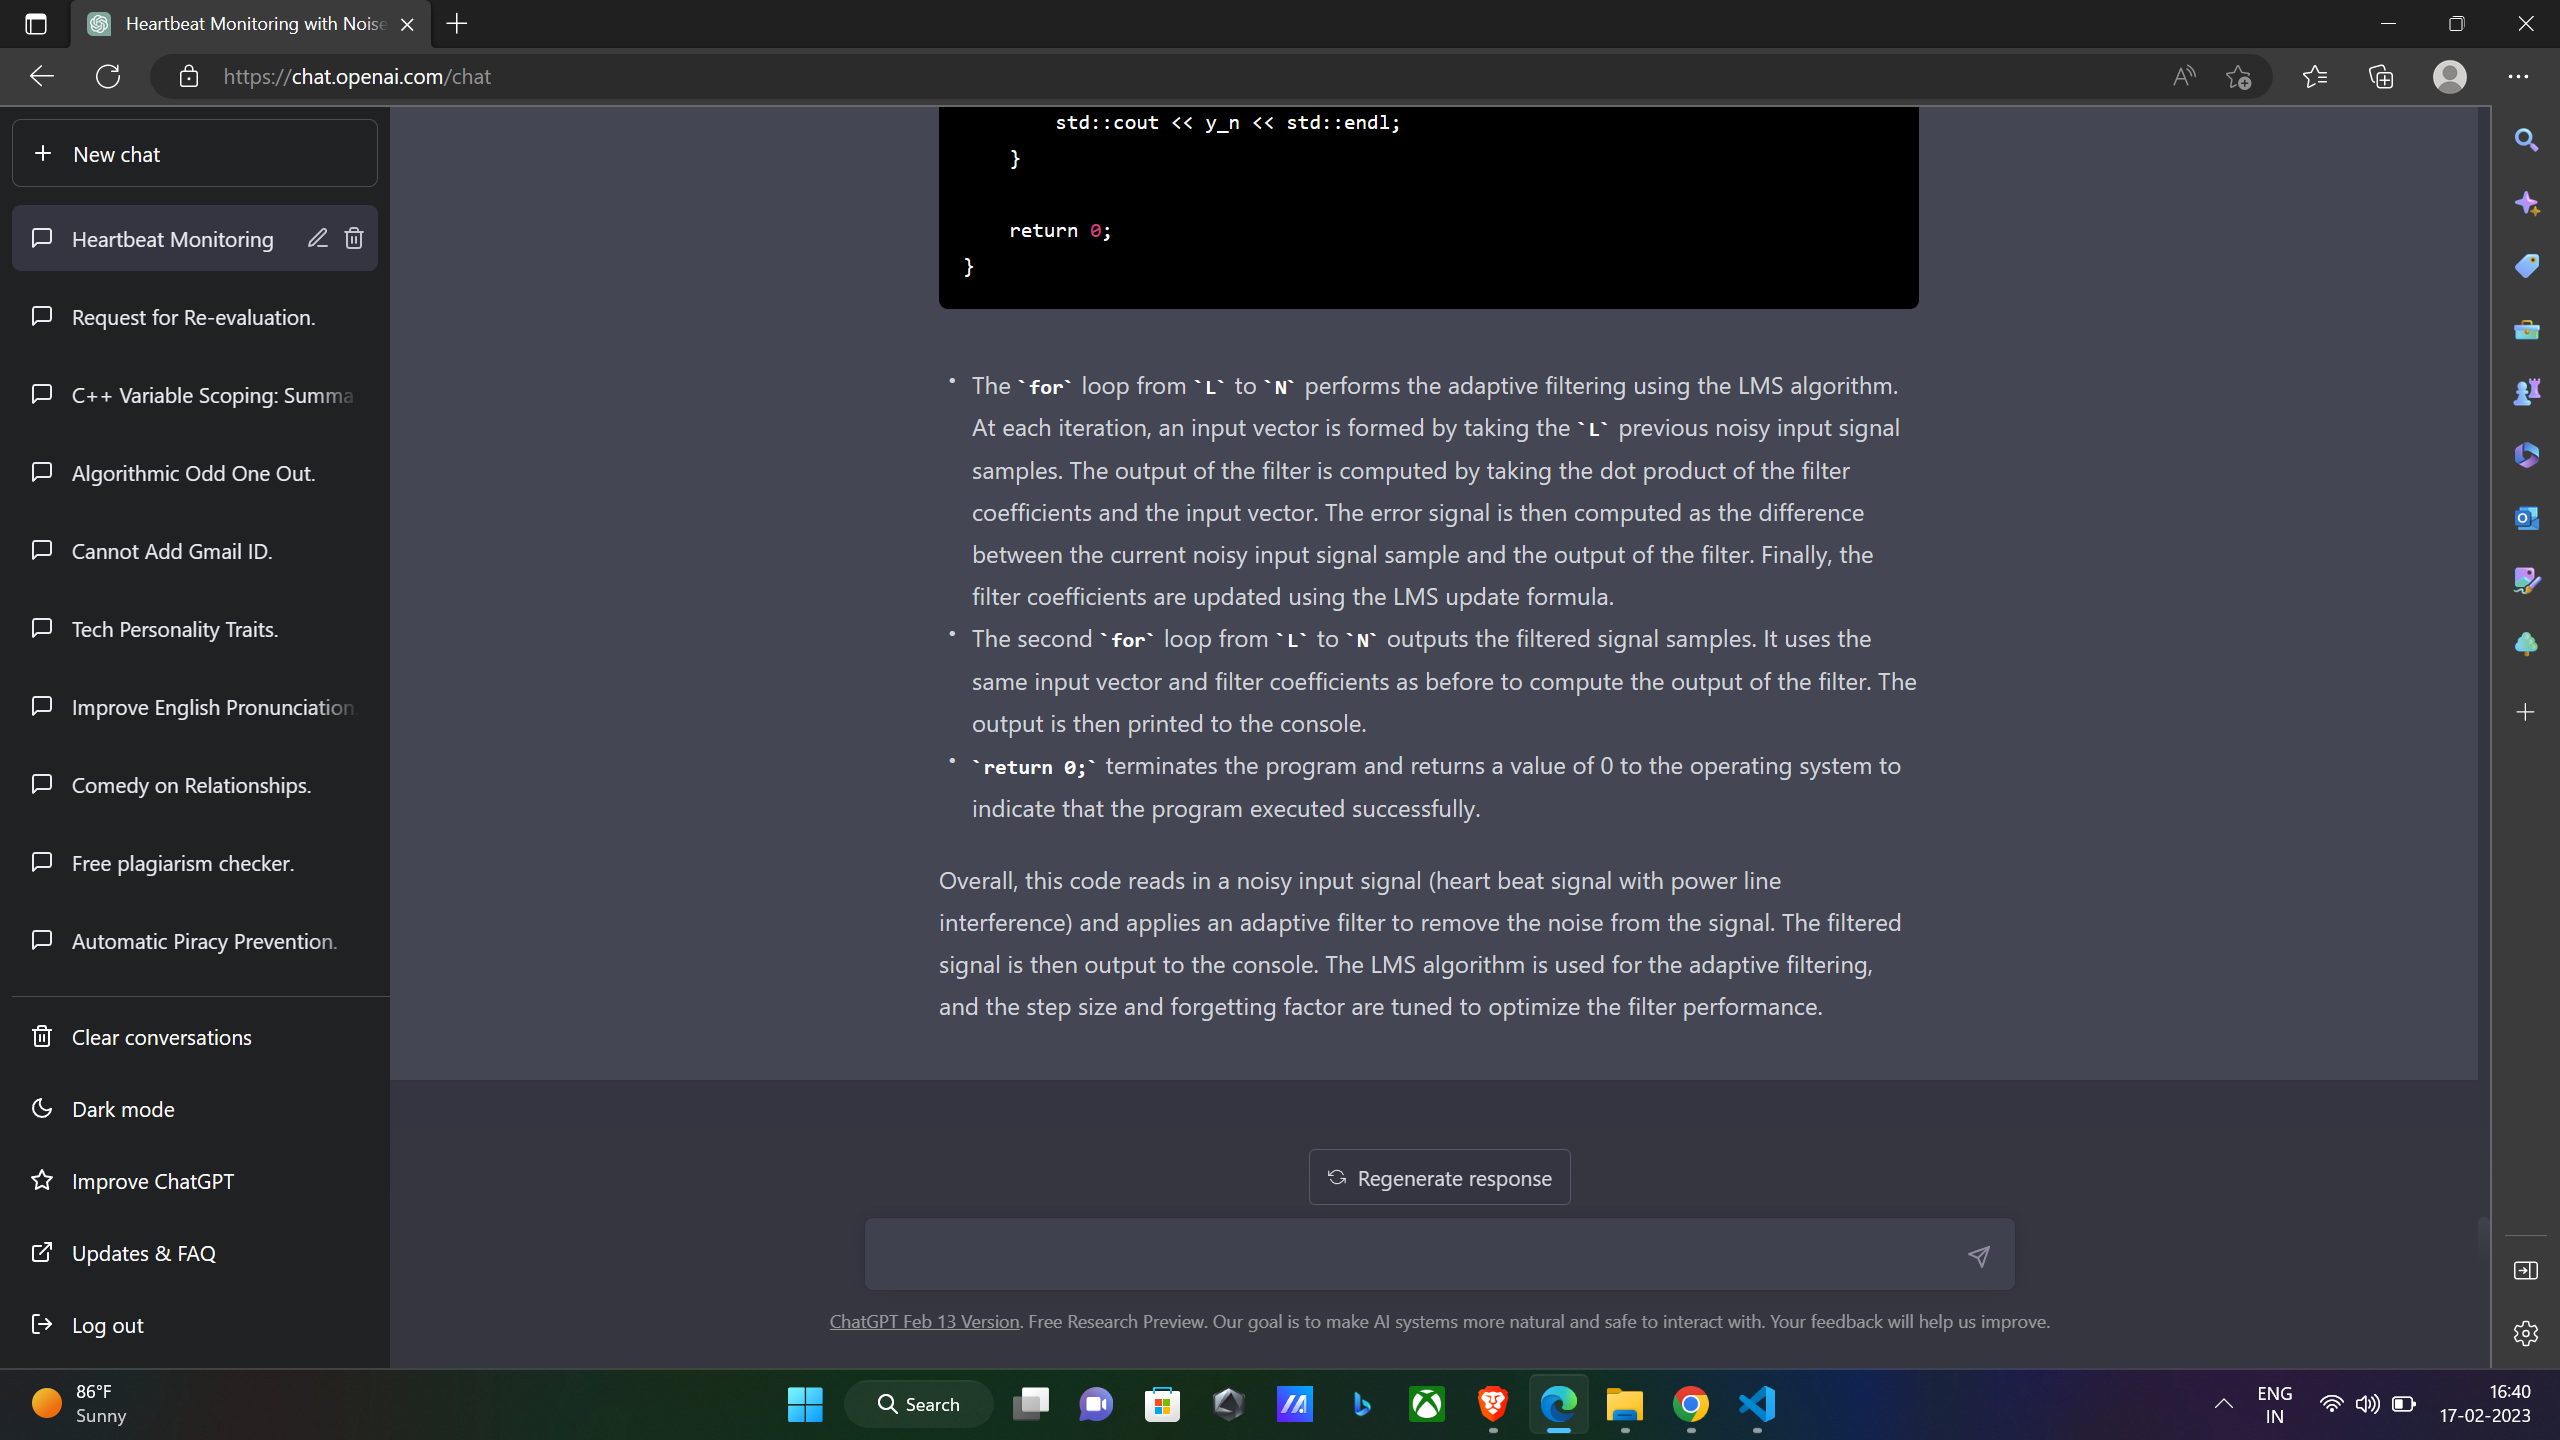 Heartbeat Monitoring with Noise
https://chat.openai.com/chat
New chat
Heartbeat Monitoring
Request for Re-evaluation.
C++ Variable Scoping: Summa
Algorithmic Odd One Out.
Cannot Add Gmail ID.
Tech Personality Traits.
Improve English Pronunciation.
Comedy on Relationships.
Free plagiarism checker.
Automatic Piracy Prevention.
Clear conversations
Dark mode
Improve ChatGPT
Updates & FAQ
Log out
std::cout << y_n << std::endl;
}
return 0;
}
• The `for` loop from `L` to `N` performs the adaptive filtering using the LMS algorithm.
At each iteration, an input vector is formed by taking the `L` previous noisy input signal
samples. The output of the filter is computed by taking the dot product of the filter
coefficients and the input vector. The error signal is then computed as the difference
between the current noisy input signal sample and the output of the filter. Finally, the
filter coefficients are updated using the LMS update formula.
• The second `for` loop from `L` to `N` outputs the filtered signal samples. It uses the
same input vector and filter coefficients as before to compute the output of the filter. The
output is then printed to the console.
• `return 0;` terminates the program and returns a value of 0 to the operating system to
indicate that the program executed successfully.
Overall, this code reads in a noisy input signal (heart beat signal with power line
interference) and applies an adaptive filter to remove the noise from the signal. The filtered
signal is then output to the console. The LMS algorithm is used for the adaptive filtering,
and the step size and forgetting factor are tuned to optimize the filter performance.
Regenerate response
ChatGPT Feb 13 Version. Free Research Preview. Our goal is to make AI systems more natural and safe to interact with. Your feedback will help us improve.
86°F
Sunny
Search
ENG
IN
16:40
17-02-2023